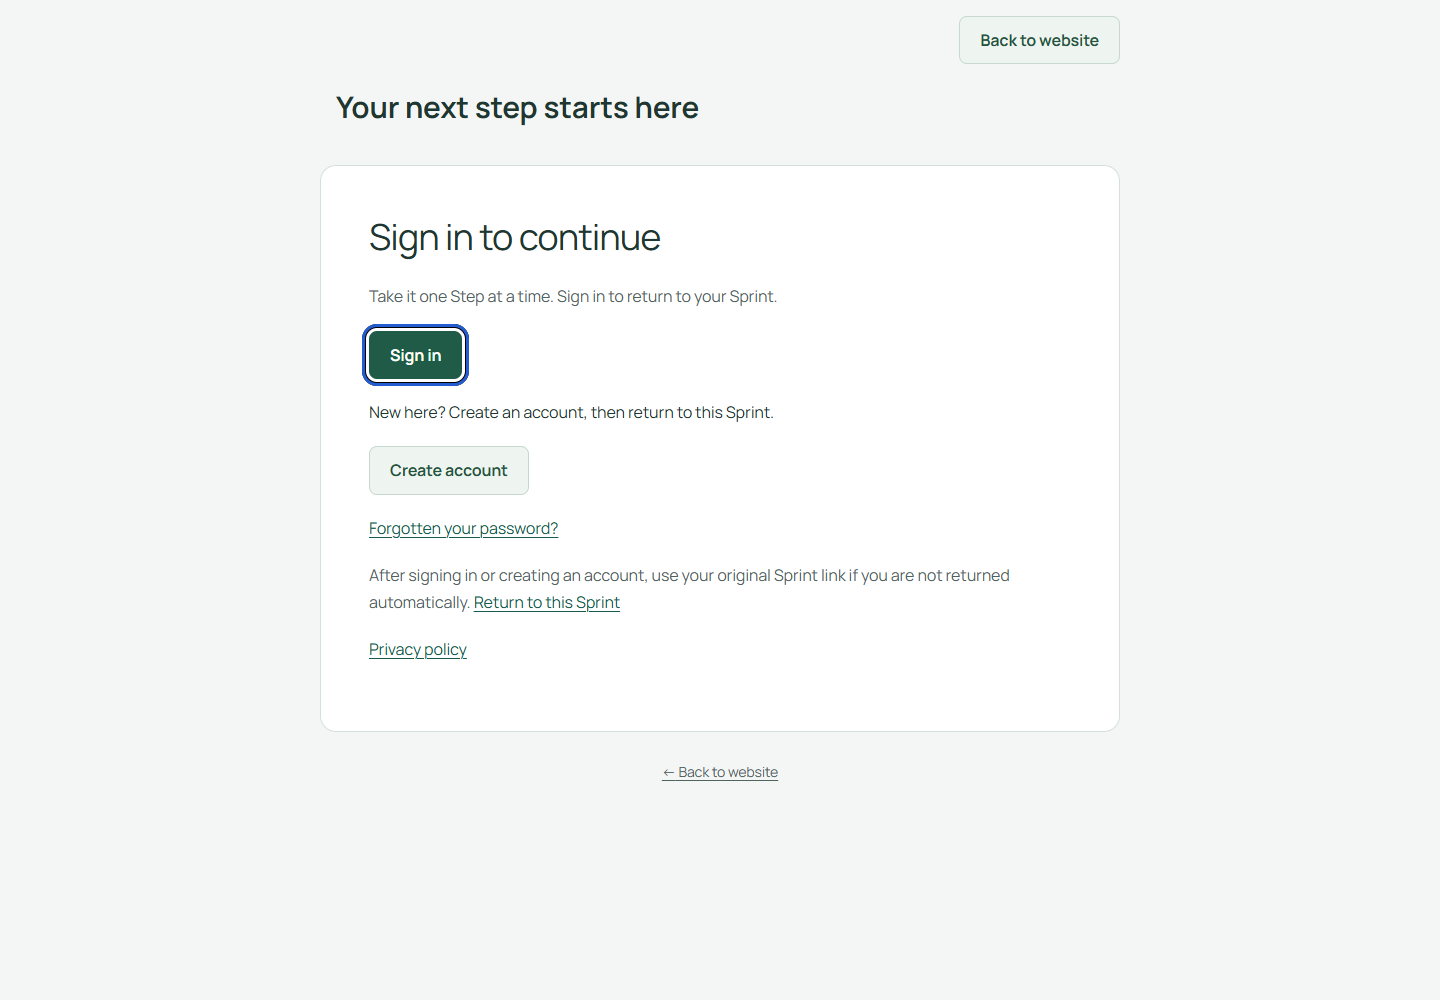 Back to website
Your next step starts here
Sign in to continue
Take it one Step at a time. Sign in to return to your Sprint.
Sign in
New here? Create an account, then return to this Sprint.
Create account
Forgotten your password?
After signing in or creating an account, use your original Sprint link if you are not returned
automatically. Return to this Sprint
Privacy policy
← Back to website